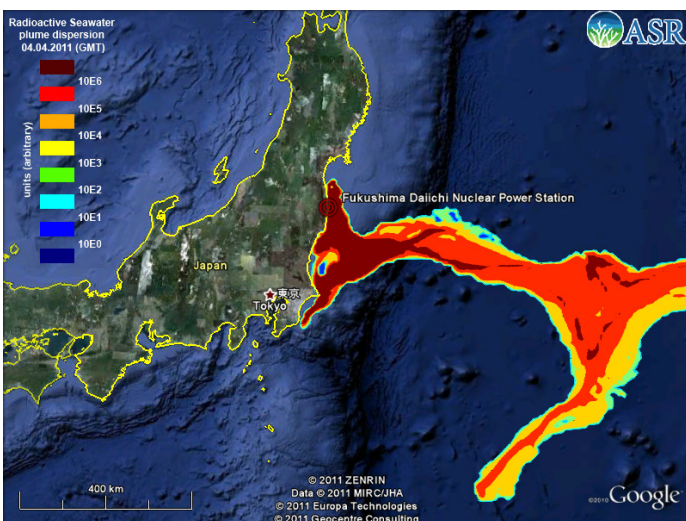 Radioactive Seawater
plume dispersion
04.04.2011 (GMT)
ASR
10E6
10E5
10E4
10E3
10E2
10E1
10E0
units (arbitrary)
Fukushima Daiichi Nuclear Power Station
Japan
東京
Tokyo
400 km
© 2011 ZENRIN
Data © 2011 MIRC/JHA
© 2011 Europa Technologies
© 2011 Geocentre Consulting
©2010 Google